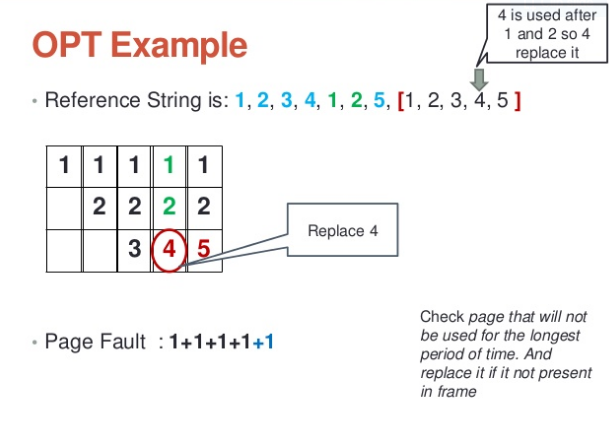 4 is used after
1 and 2 so 4
replace it
OPT Example
• Reference String is: 1, 2, 3, 4, 1, 2, 5, [1, 2, 3, 4, 5 ]
1 1 1 1 1
2 2 2 2
3 4 5
Replace 4
• Page Fault : 1+1+1+1+1
Check page that will not
be used for the longest
period of time. And
replace it if it not present
in frame